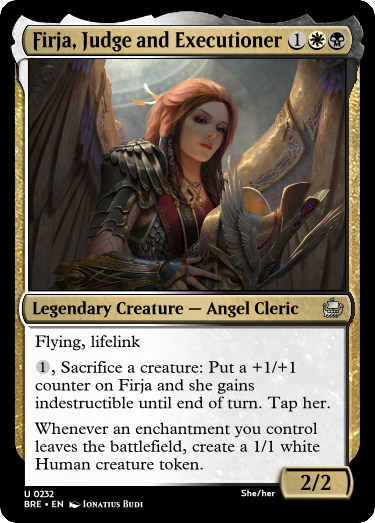 Firja, Judge and Executioner 1
Legendary Creature — Angel Cleric
Flying, lifelink
1, Sacrifice a creature: Put a +1/+1
counter on Firja and she gains
indestructible until end of turn. Tap her.
Whenever an enchantment you control
leaves the battlefield, create a 1/1 white
Human creature token.
2/2
U 0232
She/her
BRE • EN Ionatius Budi